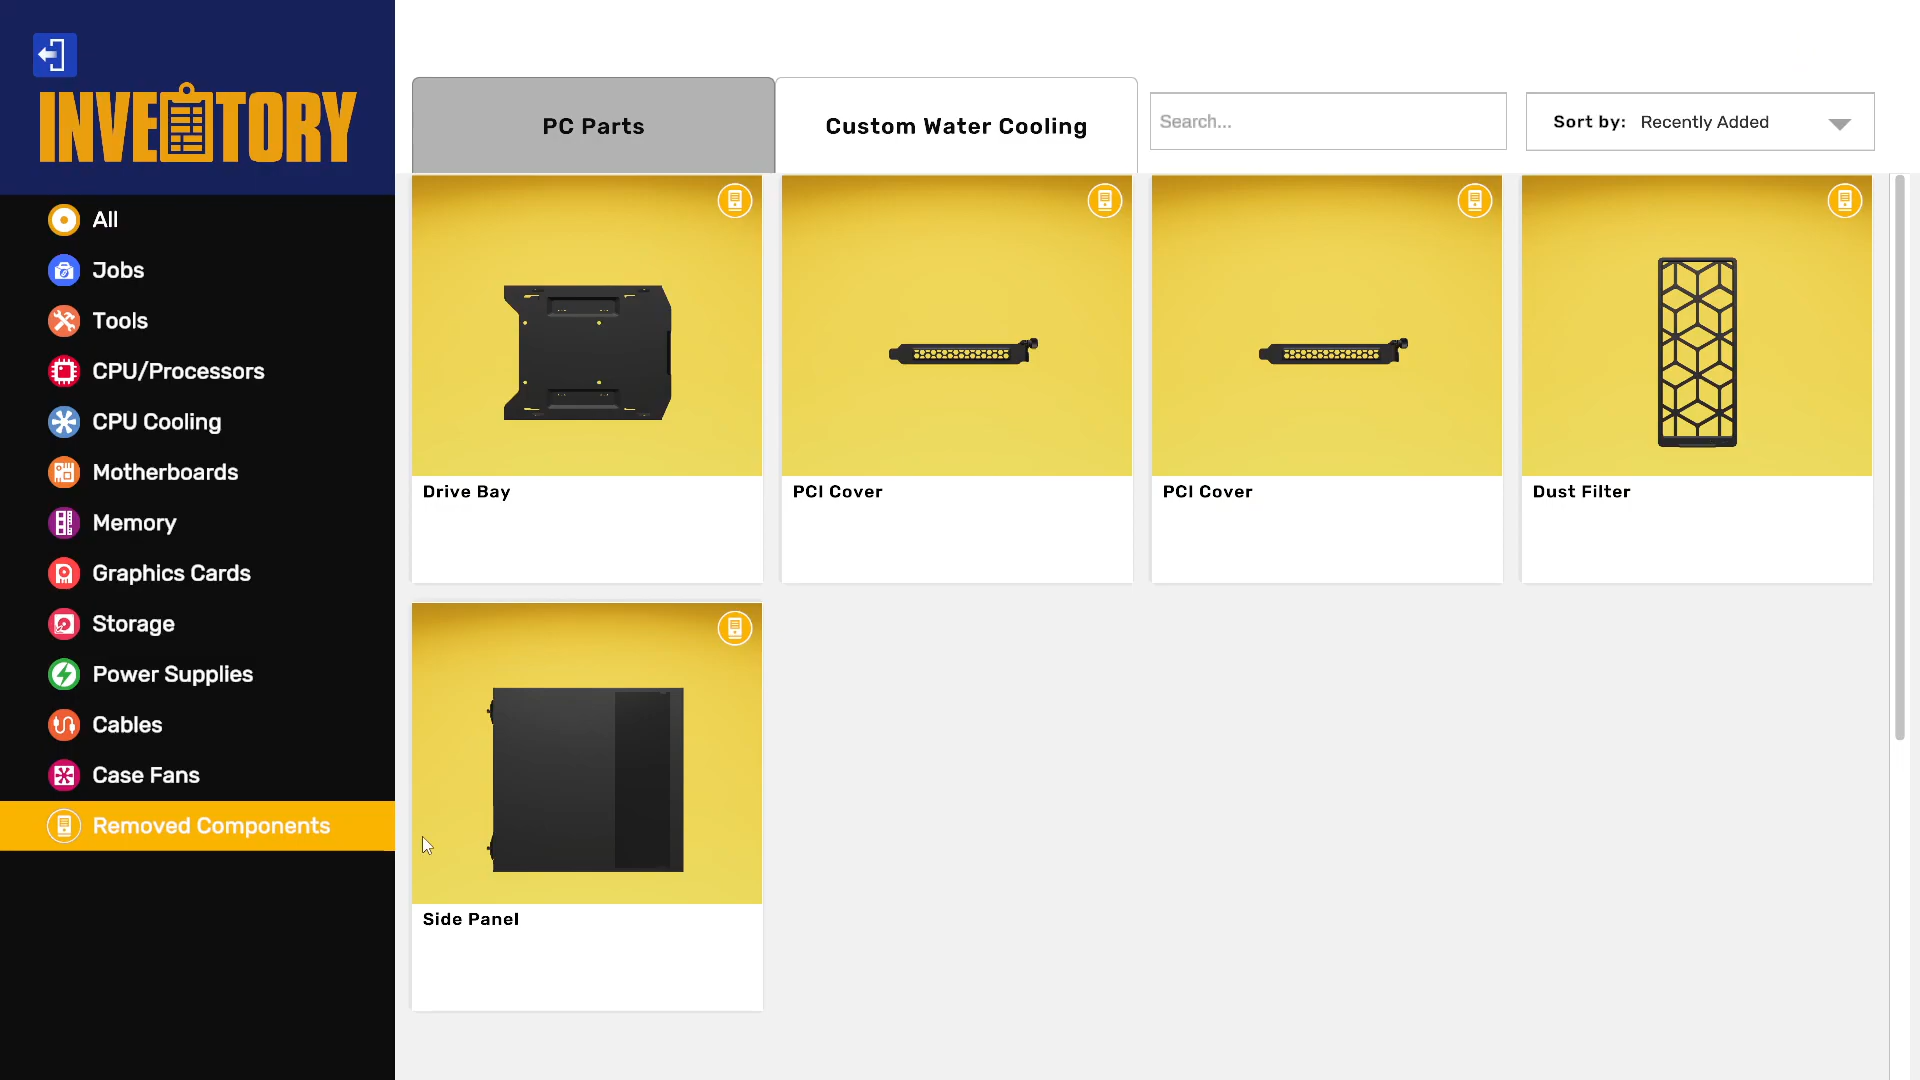 INVENTORY
All
Jobs
Tools
CPU/Processors
CPU Cooling
Motherboards
Memory
Graphics Cards
Storage
Power Supplies
Cables
Case Fans
Removed Components
PC Parts
Custom Water Cooling
Search...
Sort by: Recently Added
Drive Bay
PCI Cover
PCI Cover
Dust Filter
Side Panel